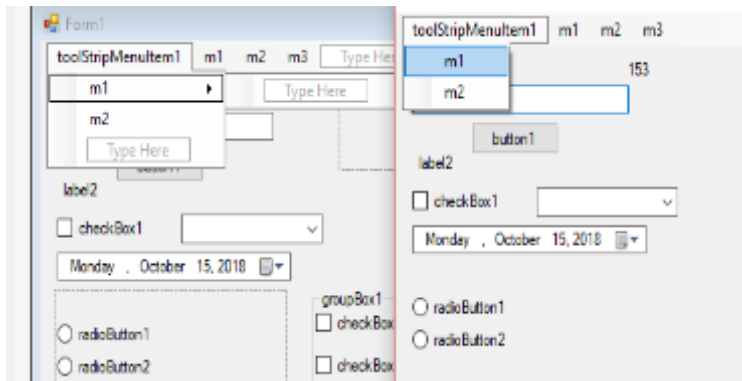 Form1
toolStripMenuItem1 m1 m2 m3 Type Her
m1 Type Here
m2
Type Here
label2
checkBox1
Monday , October 15, 2018
groupBox1
radioButton1 checkBox
radioButton2 checkBox
toolStripMenuItem1 m1 m2 m3
m1 153
m2
button1
label2
checkBox1
Monday , October 15, 2018
radioButton1
radioButton2